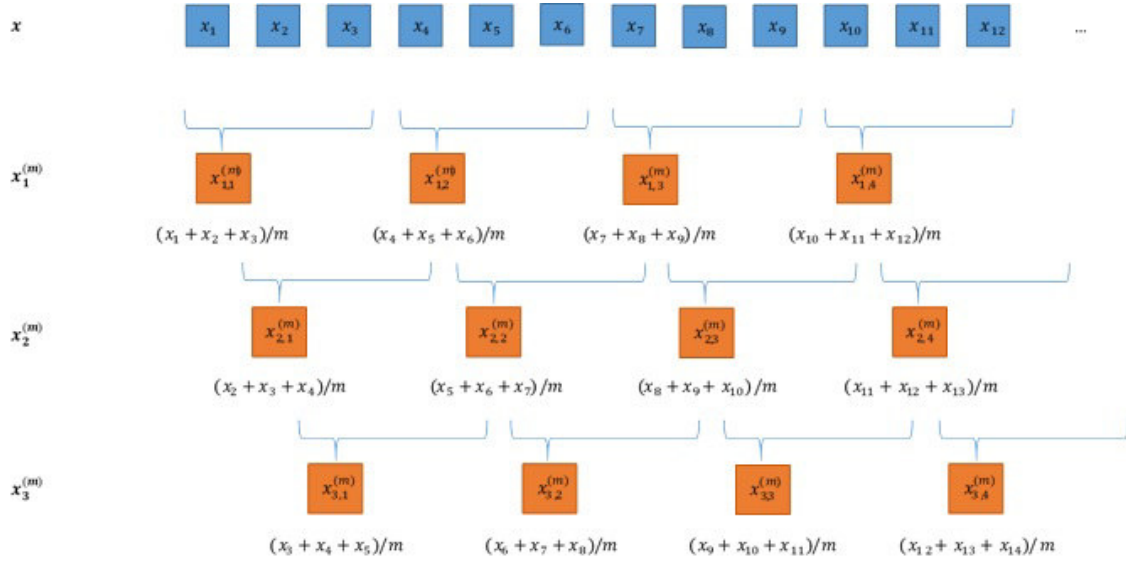 x x₁ x₂ x₃ x₄ x₅ x₆ x₇ x₈ x₉ x₁₀ x₁₁ x₁₂ ...
x₁⁽ᵐ⁾ x₁,₁⁽ᵐ⁾ x₁,₂⁽ᵐ⁾ x₁,₃⁽ᵐ⁾ x₁,₄⁽ᵐ⁾
(x₁ + x₂ + x₃)/m (x₄ + x₅ + x₆)/m (x₇ + x₈ + x₉)/m (x₁₀ + x₁₁ + x₁₂)/m
x₂⁽ᵐ⁾ x₂,₁⁽ᵐ⁾ x₂,₂⁽ᵐ⁾ x₂,₃⁽ᵐ⁾ x₂,₄⁽ᵐ⁾
(x₂ + x₃ + x₄)/m (x₅ + x₆ + x₇)/m (x₈ + x₉ + x₁₀)/m (x₁₁ + x₁₂ + x₁₃)/m
x₃⁽ᵐ⁾ x₃,₁⁽ᵐ⁾ x₃,₂⁽ᵐ⁾ x₃,₃⁽ᵐ⁾ x₃,₄⁽ᵐ⁾
(x₃ + x₄ + x₅)/m (x₆ + x₇ + x₈)/m (x₉ + x₁₀ + x₁₁)/m (x₁₂ + x₁₃ + x₁₄)/m